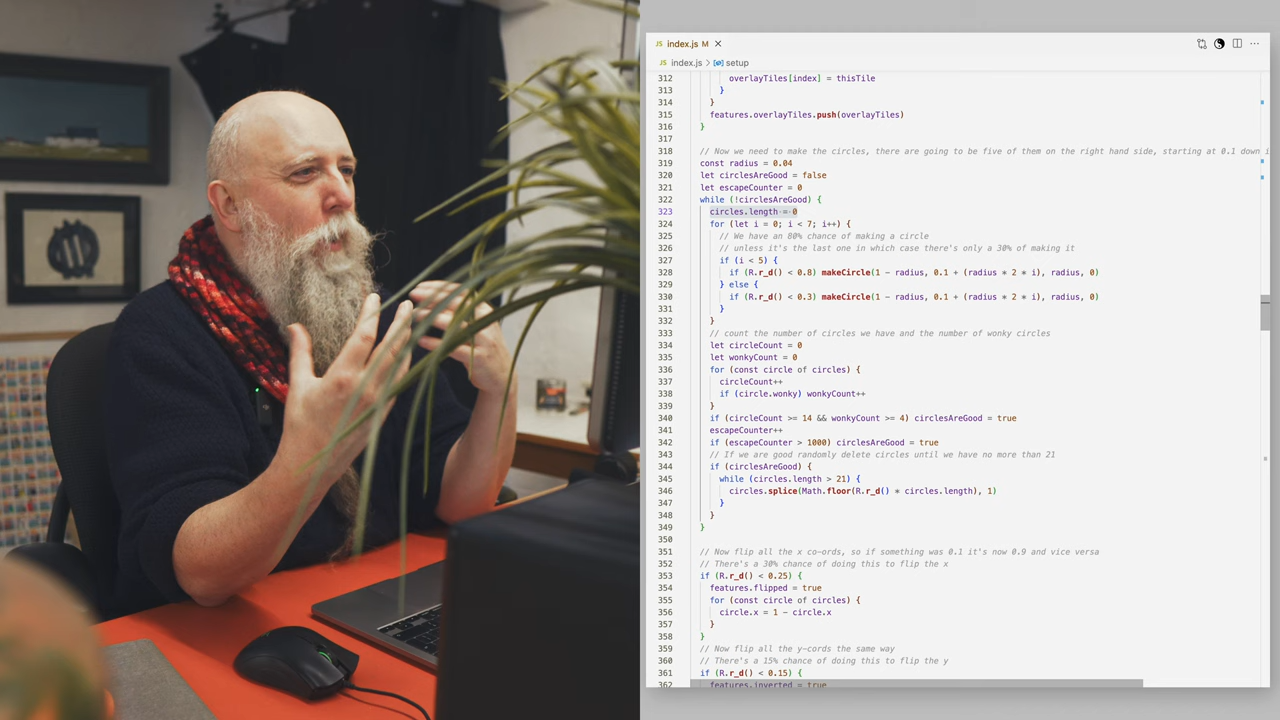 JS index.js M ×
JS index.js > setup
312 overlayTiles[index] = thisTile
313 }
314 }
315 features.overlayTiles.push(overlayTiles)
316 }
317
318 // Now we need to make the circles, there are going to be five of them on the right hand side, starting at 0.1 down
319 const radius = 0.04
320 let circlesAreGood = false
321 let escapeCounter = 0
322 while (!circlesAreGood) {
323 circles.length = 0
324 for (let i = 0; i < 7; i++) {
325 // We have an 80% chance of making a circle
326 // unless it's the last one in which case there's only a 30% of making it
327 if (i < 5) {
328 if (R.r_d() < 0.8) makeCircle(1 - radius, 0.1 + (radius * 2 * i), radius, 0)
329 } else {
330 if (R.r_d() < 0.3) makeCircle(1 - radius, 0.1 + (radius * 2 * i), radius, 0)
331 }
332 }
333 // count the number of circles we have and the number of wonky circles
334 let circleCount = 0
335 let wonkyCount = 0
336 for (const circle of circles) {
337 circleCount++
338 if (circle.wonky) wonkyCount++
339 }
340 if (circleCount >= 14 && wonkyCount >= 4) circlesAreGood = true
341 escapeCounter++
342 if (escapeCounter > 1000) circlesAreGood = true
343 // If we are good randomly delete circles until we have no more than 21
344 if (circlesAreGood) {
345 while (circles.length > 21) {
346 circles.splice(Math.floor(R.r_d() * circles.length), 1)
347 }
348 }
349 }
350
351 // Now flip all the x co-ords, so if something was 0.1 it's now 0.9 and vice versa
352 // There's a 30% chance of doing this to flip the x
353 if (R.r_d() < 0.25) {
354 features.flipped = true
355 for (const circle of circles) {
356 circle.x = 1 - circle.x
357 }
358 }
359 // Now flip all the y-cords the same way
360 // There's a 15% chance of doing this to flip the y
361 if (R.r_d() < 0.15) {
362 features.inverted = true